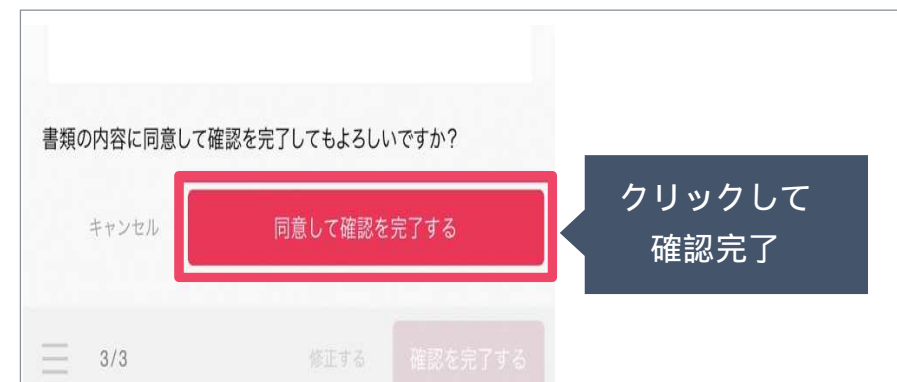 書類の内容に同意して確認を完了してもよろしいですか?
キャンセル
同意して確認を完了する
クリックして
確認完了
3/3
修正する
確認を完了する